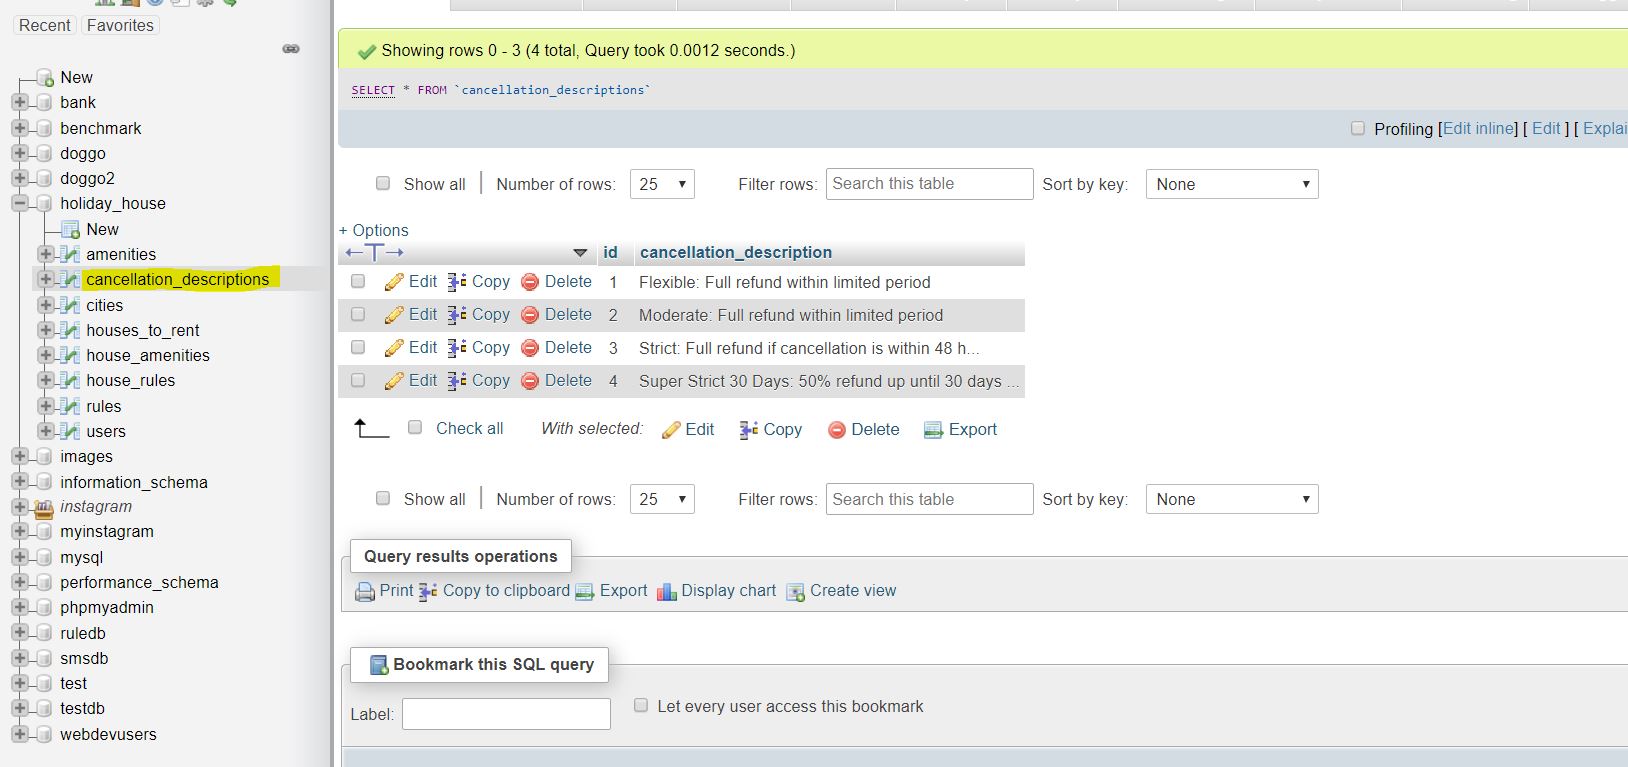 Recent Favorites
New
bank
benchmark
doggo
doggo2
holiday_house
New
amenities
cancellation_descriptions
cities
houses_to_rent
house_amenities
house_rules
rules
users
images
information_schema
instagram
myinstagram
mysql
performance_schema
phpmyadmin
ruledb
smsdb
test
testdb
webdevusers
Showing rows 0 - 3 (4 total, Query took 0.0012 seconds.)
SELECT * FROM `cancellation_descriptions`
Profiling [Edit inline] [ Edit ] [ Explai
Show all Number of rows: 25 Filter rows: Search this table Sort by key: None
+ Options
id cancellation_description
Edit Copy Delete 1 Flexible: Full refund within limited period
Edit Copy Delete 2 Moderate: Full refund within limited period
Edit Copy Delete 3 Strict: Full refund if cancellation is within 48 h...
Edit Copy Delete 4 Super Strict 30 Days: 50% refund up until 30 days ...
Check all With selected: Edit Copy Delete Export
Show all Number of rows: 25 Filter rows: Search this table Sort by key: None
Query results operations
Print Copy to clipboard Export Display chart Create view
Bookmark this SQL query
Label: Let every user access this bookmark